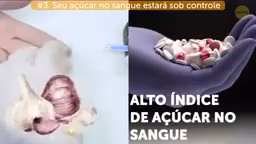 #3. Seu açúcar no sangue estará sob controle
ALTO ÍNDICE
DE AÇÚCAR NO
SANGUE